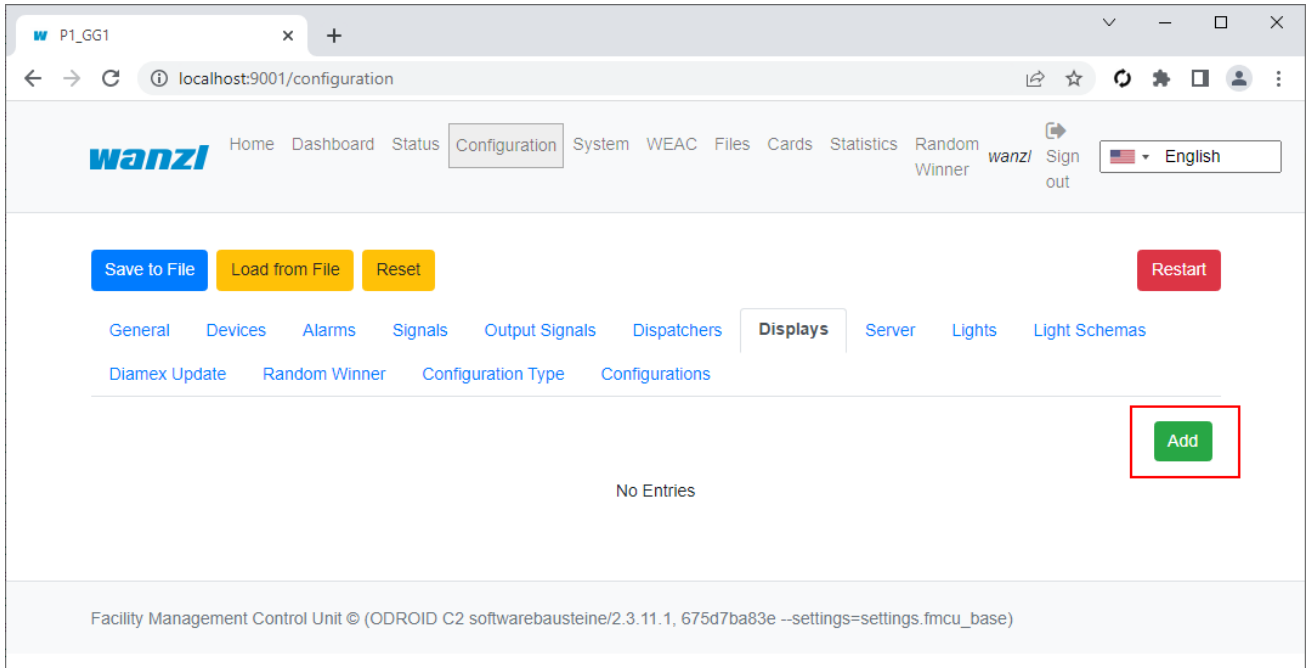 P1_GG1
localhost:9001/configuration
wanzl Home Dashboard Status Configuration System WEAC Files Cards Statistics Random Winner wanzl Sign out English
Save to File Load from File Reset Restart
General Devices Alarms Signals Output Signals Dispatchers Displays Server Lights Light Schemas
Diamex Update Random Winner Configuration Type Configurations
Add
No Entries
Facility Management Control Unit © (ODROID C2 softwarebausteine/2.3.11.1, 675d7ba83e --settings=settings.fmcu_base)